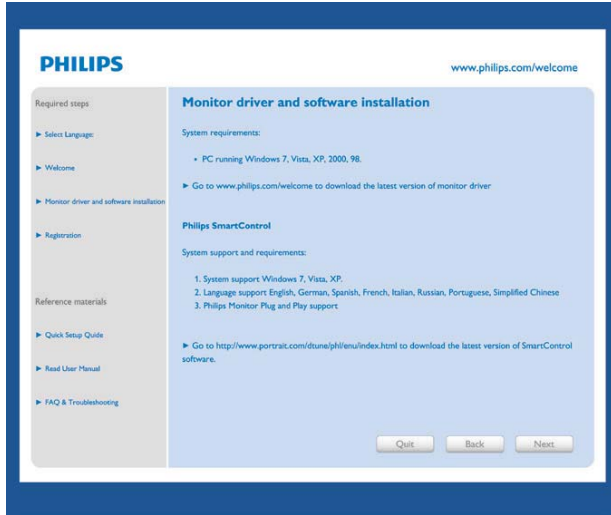 PHILIPS
www.philips.com/welcome
Required steps
► Select Language:
► Welcome
► Monitor driver and software installation
► Registration
Reference materials
► Quick Setup Guide
► Read User Manual
► FAQ & Troubleshooting
Monitor driver and software installation
System requirements:
• PC running Windows 7, Vista, XP, 2000, 98.
► Go to www.philips.com/welcome to download the latest version of monitor driver
Philips SmartControl
System support and requirements:
1. System support Windows 7, Vista, XP.
2. Language support English, German, Spanish, French, Italian, Russian, Portuguese, Simplified Chinese
3. Philips Monitor Plug and Play support
► Go to http://www.portrait.com/dtune/phl/enu/index.html to download the latest version of SmartControl
software.
Quit
Back
Next